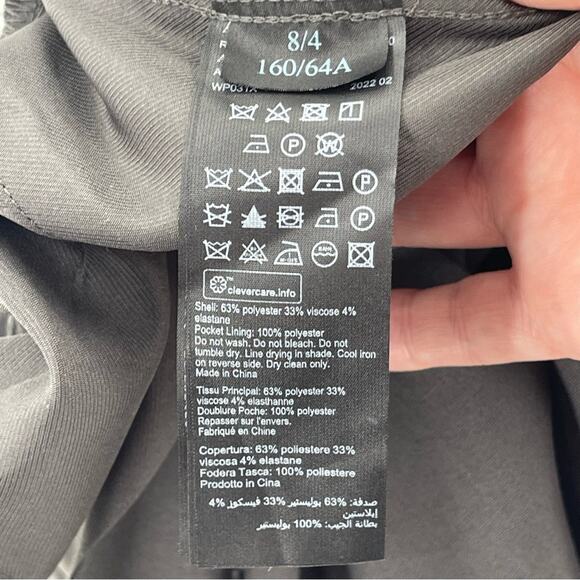 8/4
160/64A
WP031X
2022 02
clevercare.info
Shell: 63% polyester 33% viscose 4%
elastane
Pocket Lining: 100% polyester
Do not wash. Do not bleach. Do not
tumble dry. Line drying in shade. Cool iron
on reverse side. Dry clean only.
Made in China
Tissu Principal: 63% polyester 33%
viscose 4% elasthanne
Doublure Poche: 100% polyester
Repasser sur l'envers.
Fabriqué en Chine
Copertura: 63% poliestere 33%
viscosa 4% elastane
Fodera Tasca: 100% poliestere
Prodotto in Cina
صدفة: 63% بوليستير 33% فيسكوز 4%
إيلاستين
بطانة الجيب: 100% بوليستير